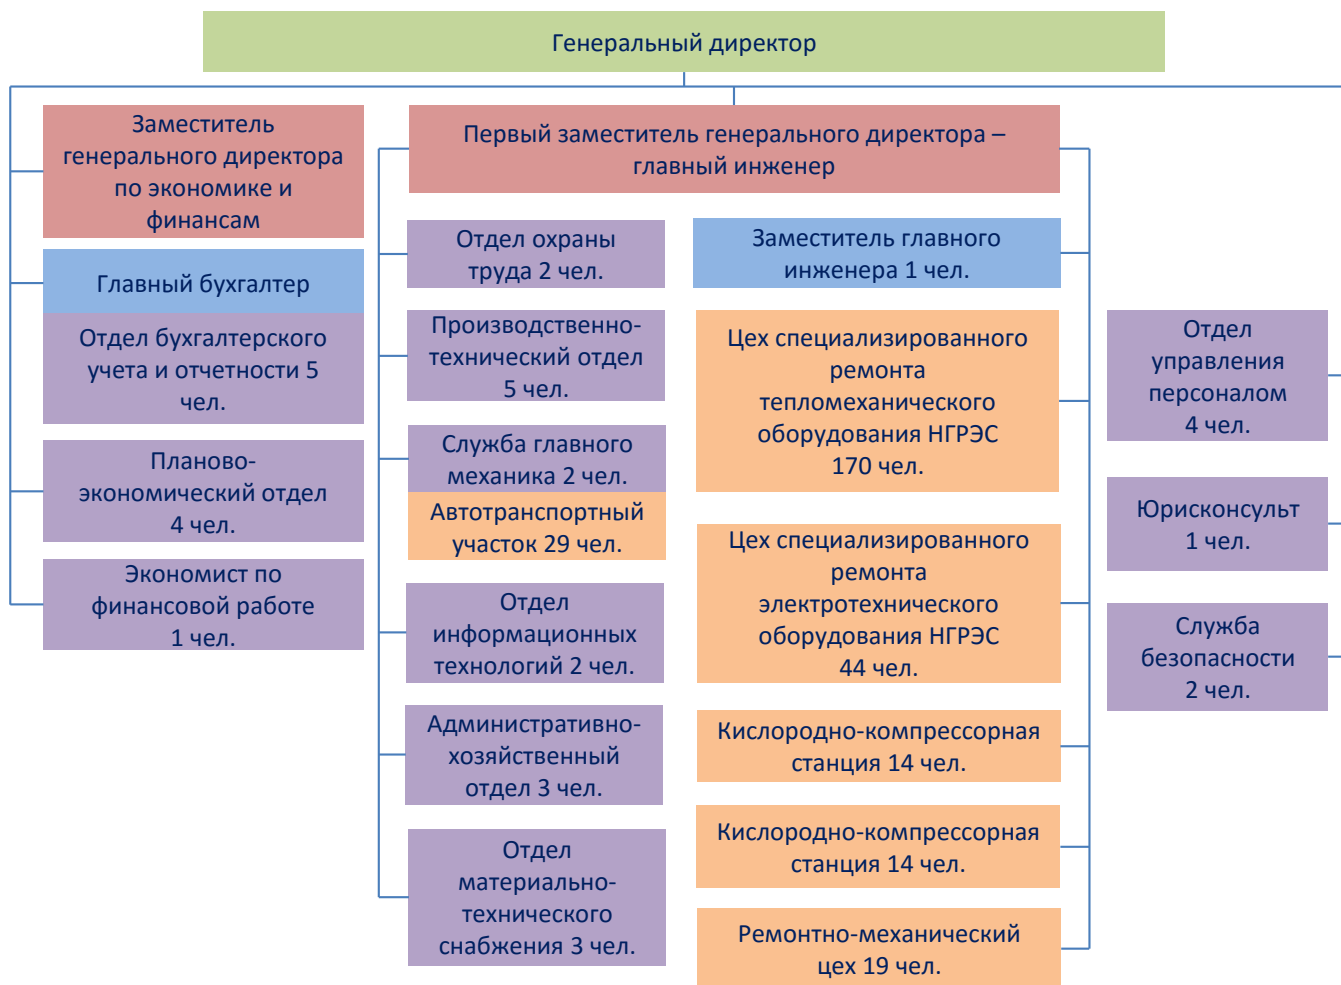 Генеральный директор
Заместитель
генерального директора
по экономике и
финансам
Главный бухгалтер
Отдел бухгалтерского
учета и отчетности 5
чел.
Планово-
экономический отдел
4 чел.
Экономист по
финансовой работе
1 чел.
Первый заместитель генерального директора –
главный инженер
Отдел охраны
труда 2 чел.
Производственно-
технический отдел
5 чел.
Служба главного
механика 2 чел.
Автотранспортный
участок 29 чел.
Отдел
информационных
технологий 2 чел.
Административно-
хозяйственный
отдел 3 чел.
Отдел
материально-
технического
снабжения 3 чел.
Заместитель главного
инженера 1 чел.
Цех специализированного
ремонта
тепломеханического
оборудования НГРЭС
170 чел.
Цех специализированного
ремонта
электротехнического
оборудования НГРЭС
44 чел.
Кислородно-компрессорная
станция 14 чел.
Кислородно-компрессорная
станция 14 чел.
Ремонтно-механический
цех 19 чел.
Отдел
управления
персоналом
4 чел.
Юрисконсульт
1 чел.
Служба
безопасности
2 чел.